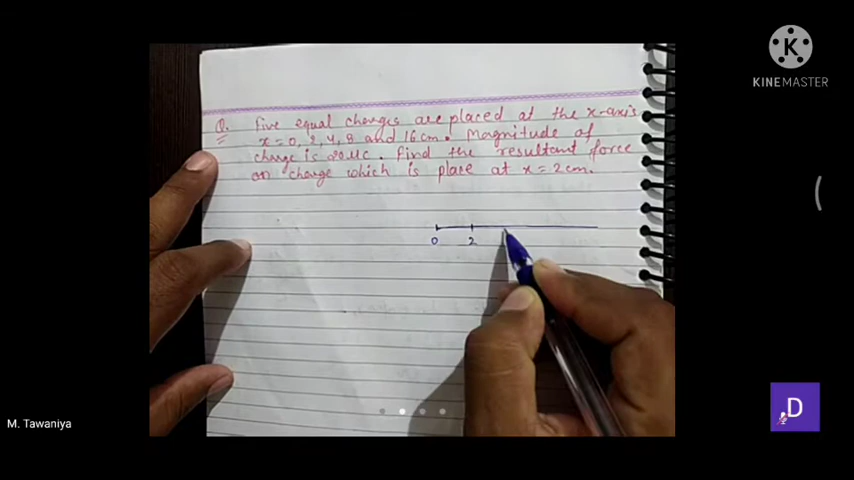 KINEMASTER
Q. Five equal charges are placed at the x-axis
x=0, 2, 4, 8 and 16 cm. Magnitude of
charge is 20 μC. Find the resultant force
on charge which is place at x = 2 cm.
0 2
M. Tawaniya
D